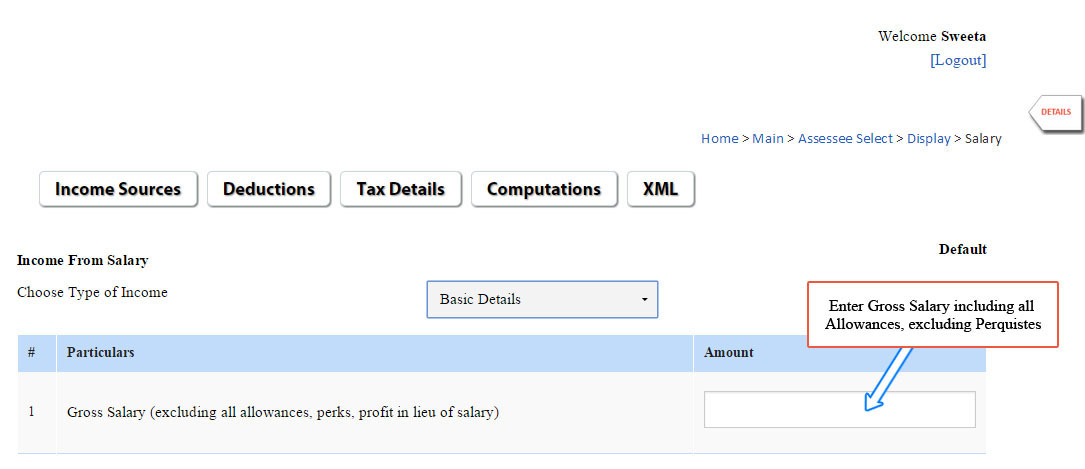 Welcome Sweeta
[Logout]
DETAILS
Home > Main > Assessee Select > Display > Salary
Income Sources
Deductions
Tax Details
Computations
XML
Default
Income From Salary
Choose Type of Income
Basic Details
Enter Gross Salary including all
Allowances, excluding Perquistes
# Particulars Amount
1 Gross Salary (excluding all allowances, perks, profit in lieu of salary)